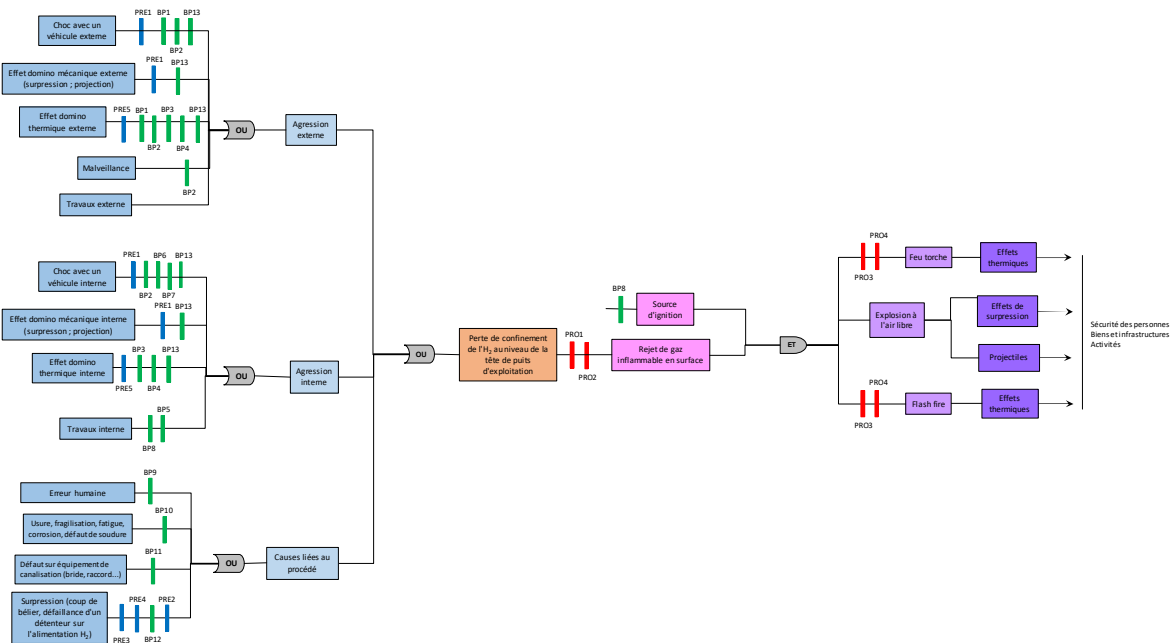 PRE1
BP1
BP13
Choc avec un
véhicule externe
BP2
PRE1
BP13
Effet domino mécanique externe
(surpression ; projection)
PRE5
BP1
BP3
BP13
Effet domino
thermique externe
BP2
BP4
OU
Agression
externe
Malveillance
BP2
Travaux externe
PRE1
BP6
BP13
Choc avec un
véhicule interne
BP2
BP7
PRE1
BP13
Effet domino mécanique interne
(surpresson ; projection)
BP3
BP13
Effet domino
thermique interne
PRE5
BP4
OU
Agression
interne
BP5
Travaux interne
BP8
BP9
Erreur humaine
BP10
Usure, fragilisation, fatigue,
corrosion, défaut de soudure
BP11
Défaut sur équipement de
canalisation (bride, raccord...)
OU
Causes liées au
procédé
PRE4
PRE2
Surpression (coup de
bélier, défaillance d'un
détenteur sur
l'alimentation H₂)
PRE3
BP12
OU
Perte de confinement
de l'H₂ au niveau de la
tête de puits
d'exploitation
BP8
Source
d'ignition
PRO1
PRO2
Rejet de gaz
inflammable en surface
ET
PRO4
PRO3
Feu torche
Effets
thermiques
Explosion à
l'air libre
Effets de
surpression
Projectiles
PRO4
PRO3
Flash fire
Effets
thermiques
Sécurité des personnes
Biens et infrastructures
Activités